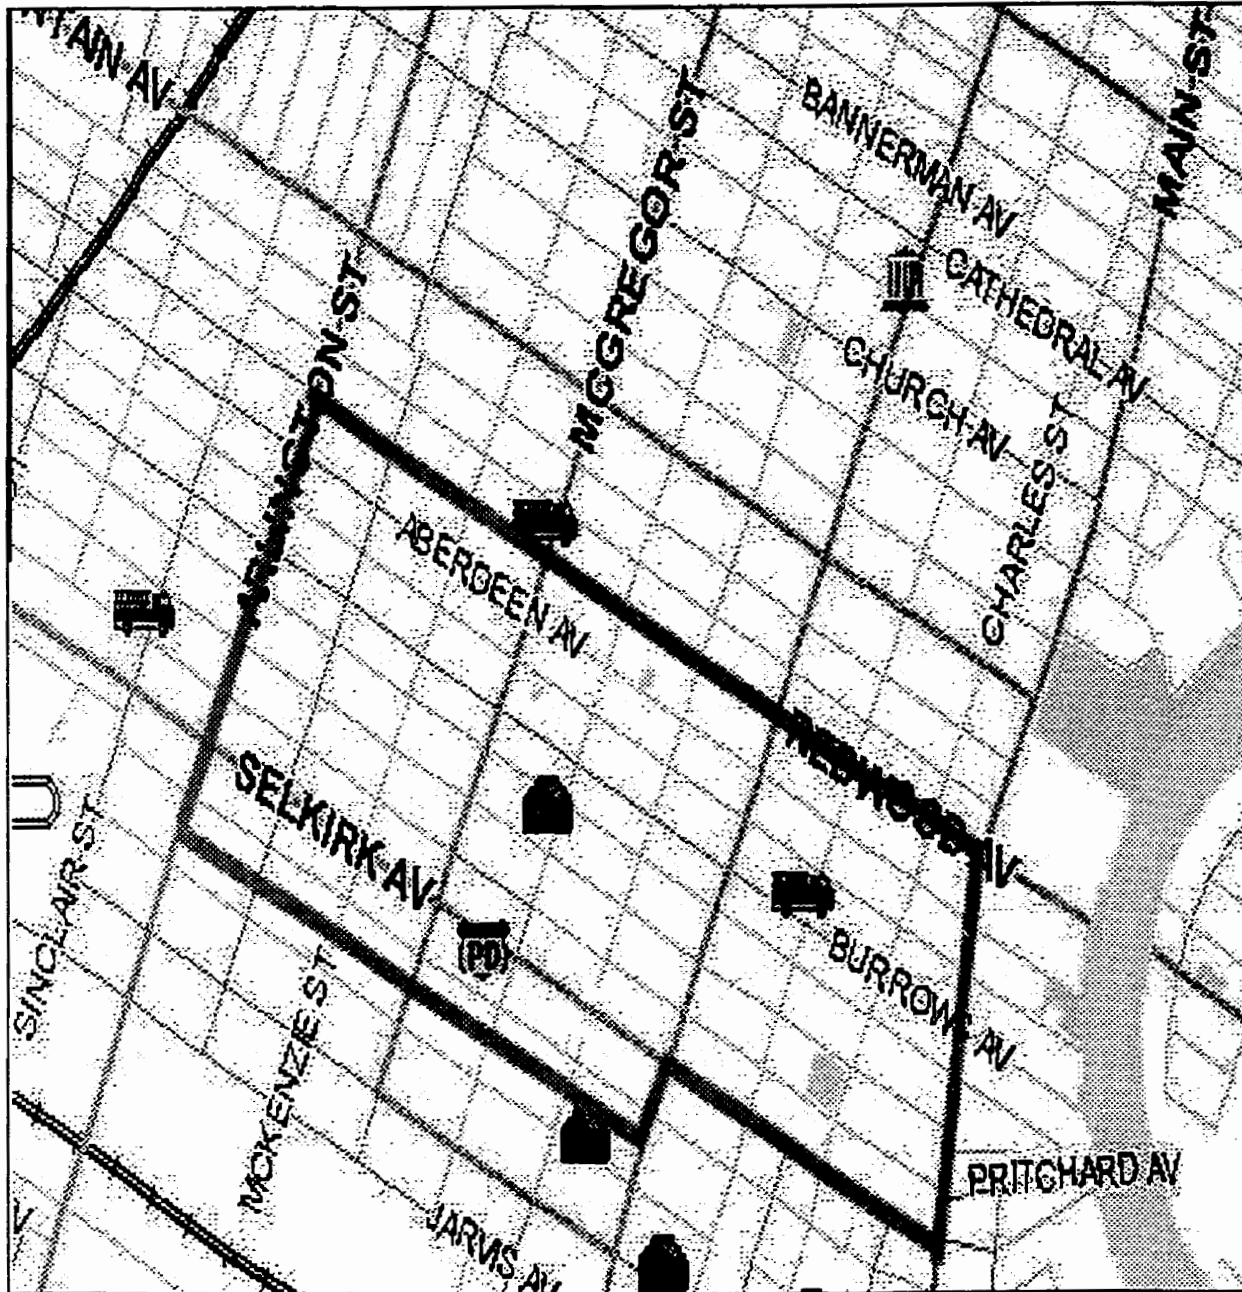 MAIN-ST
BANNERMAN-AV
MCGREGOR-ST
CATHEDRAL-AV
CHURCH-AV
CHARLES ST
ABERDEEN-AV
REDWOOD-AV
SELKIRK-AV
SINCLAIR ST
PD
BURROWS-AV
MCKENZIE ST
PRITCHARD AV
JARVIS AV